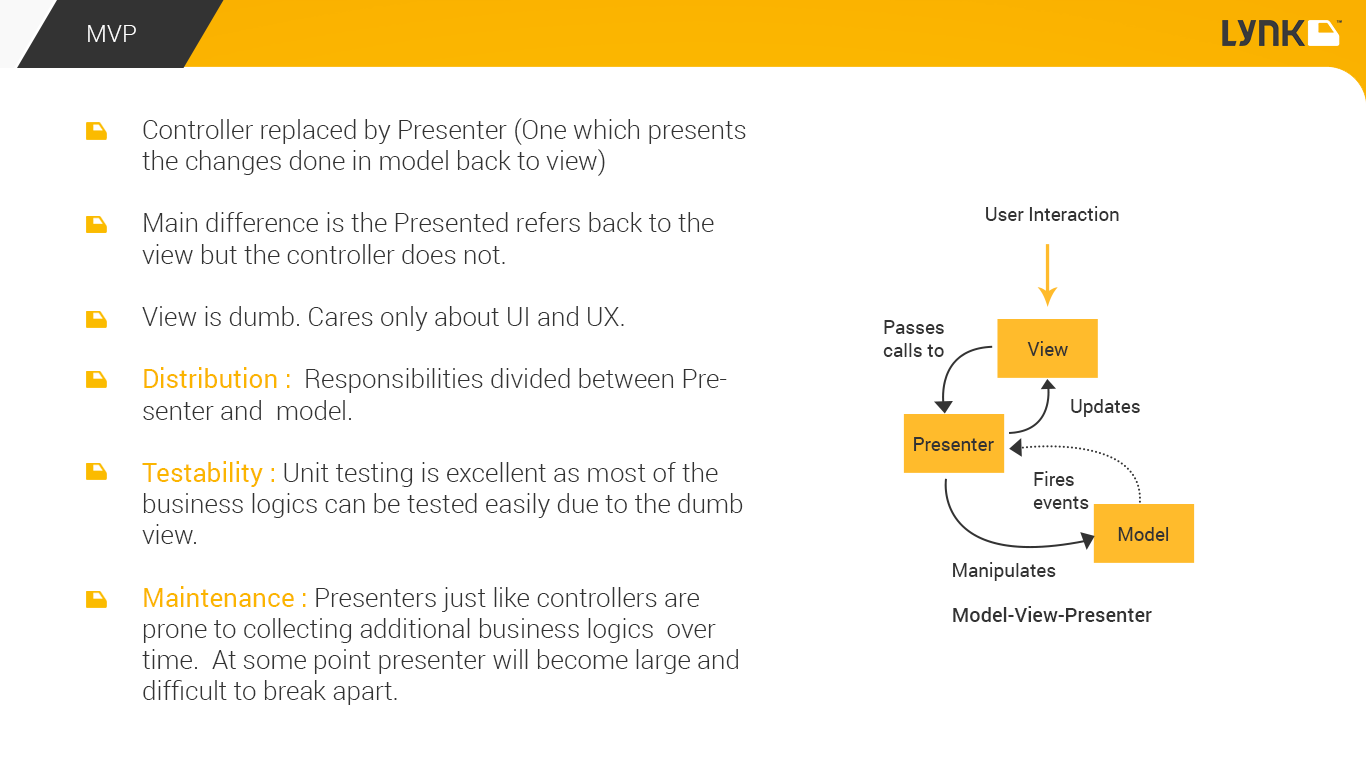 MVP
LYNK
™
Controller replaced by Presenter (One which presents
the changes done in model back to view)
Main difference is the Presented refers back to the
view but the controller does not.
View is dumb. Cares only about UI and UX.
Distribution :  Responsibilities divided between Pre-
senter and  model.
Testability : Unit testing is excellent as most of the
business logics can be tested easily due to the dumb
view.
Maintenance : Presenters just like controllers are
prone to collecting additional business logics  over
time.  At some point presenter will become large and
difficult to break apart.
User Interaction
Passes
calls to
View
Updates
Presenter
Fires
events
Model
Manipulates
Model-View-Presenter